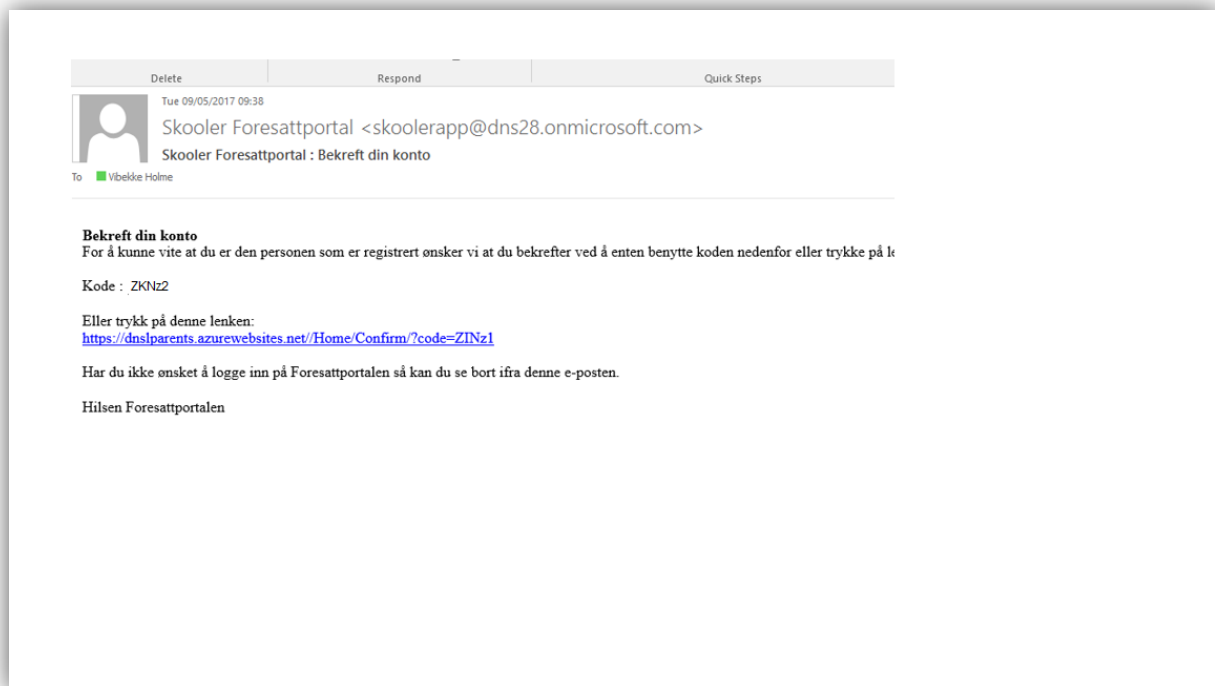 Delete Respond Quick Steps
Tue 09/05/2017 09:38
Skooler Foresattportal <skoolerapp@dns28.onmicrosoft.com>
Skooler Foresattportal : Bekreft din konto
To Vibekke Holme
Bekreft din konto
For å kunne vite at du er den personen som er registrert ønsker vi at du bekrefter ved å enten benytte koden nedenfor eller trykke på
Kode : ZKNz2
Eller trykk på denne lenken:
https://dnslparents.azurewebsites.net//Home/Confirm/?code=ZINz1
Har du ikke ønsket å logge inn på Foresattportalen så kan du se bort ifra denne e-posten.
Hilsen Foresattportalen